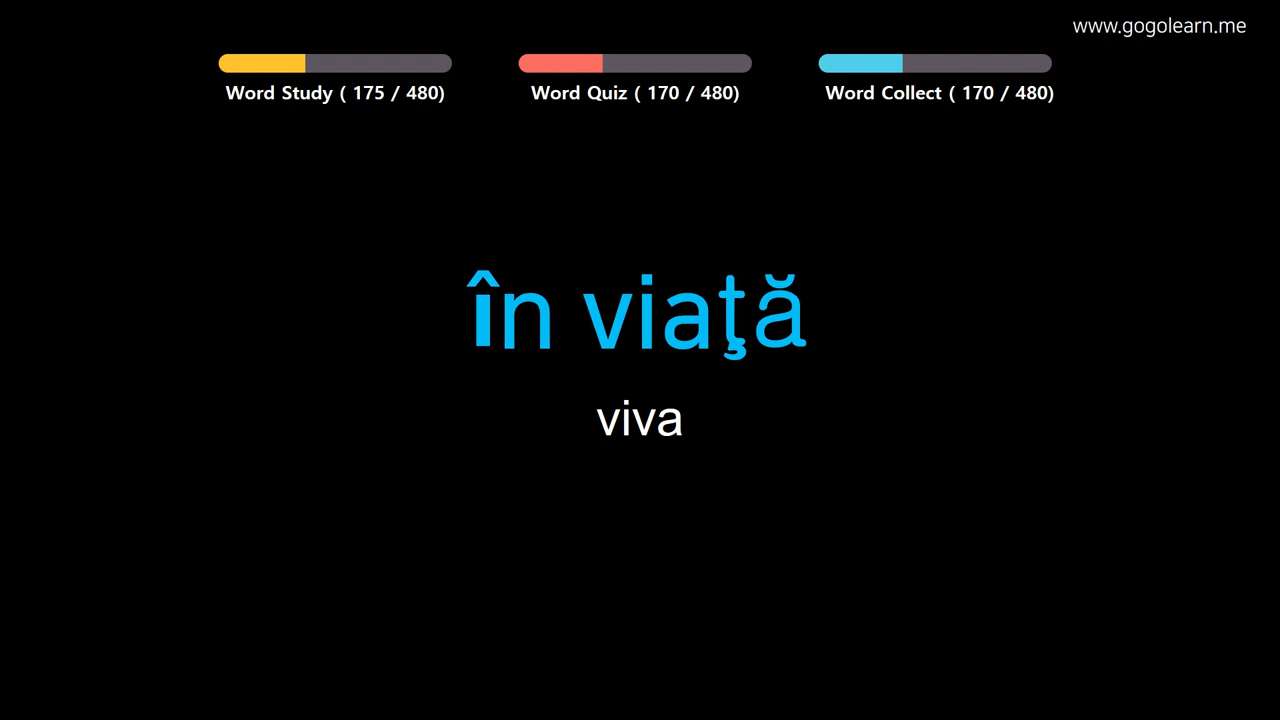 www.gogolearn.me
Word Study ( 175 / 480)
Word Quiz ( 170 / 480)
Word Collect ( 170 / 480)
în viaţă
viva